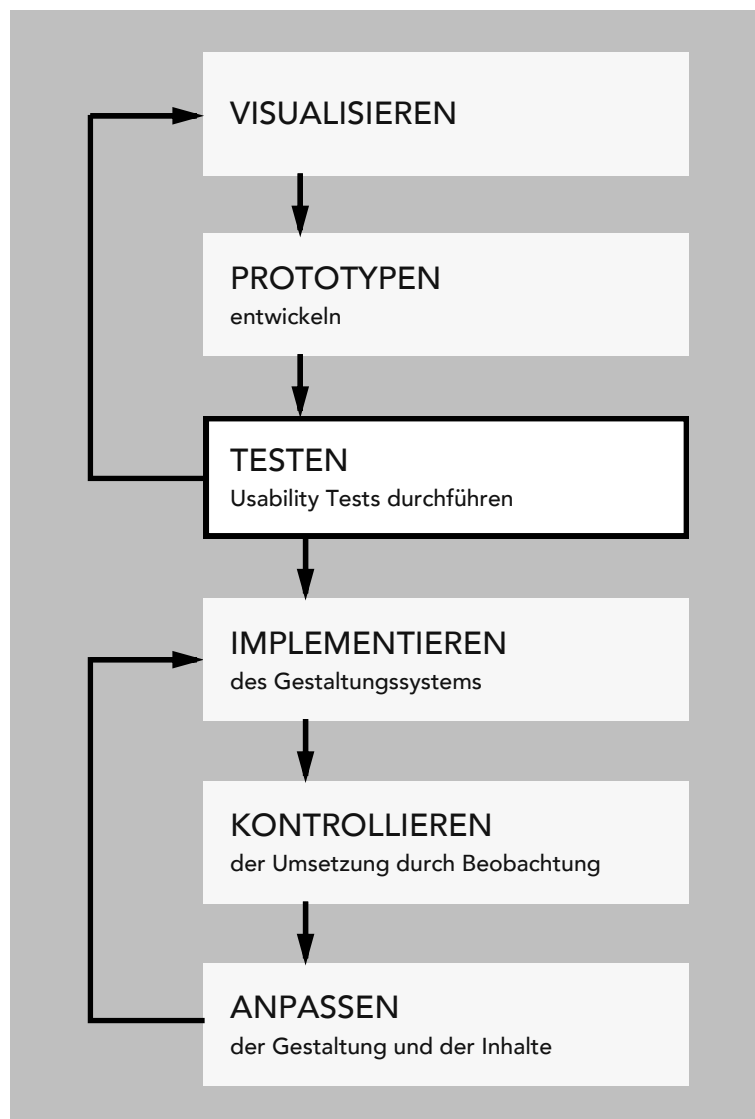 VISUALISIEREN
PROTOTYPEN
entwickeln
TESTEN
Usability Tests durchführen
IMPLEMENTIEREN
des Gestaltungssystems
KONTROLLIEREN
der Umsetzung durch Beobachtung
ANPASSEN
der Gestaltung und der Inhalte